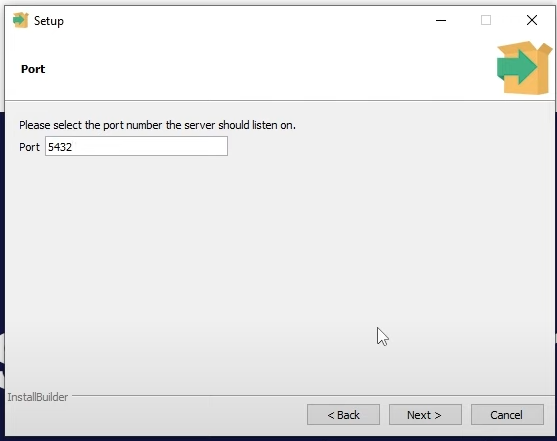 Setup
Port
Please select the port number the server should listen on.
Port 5432
InstallBuilder
< Back Next > Cancel